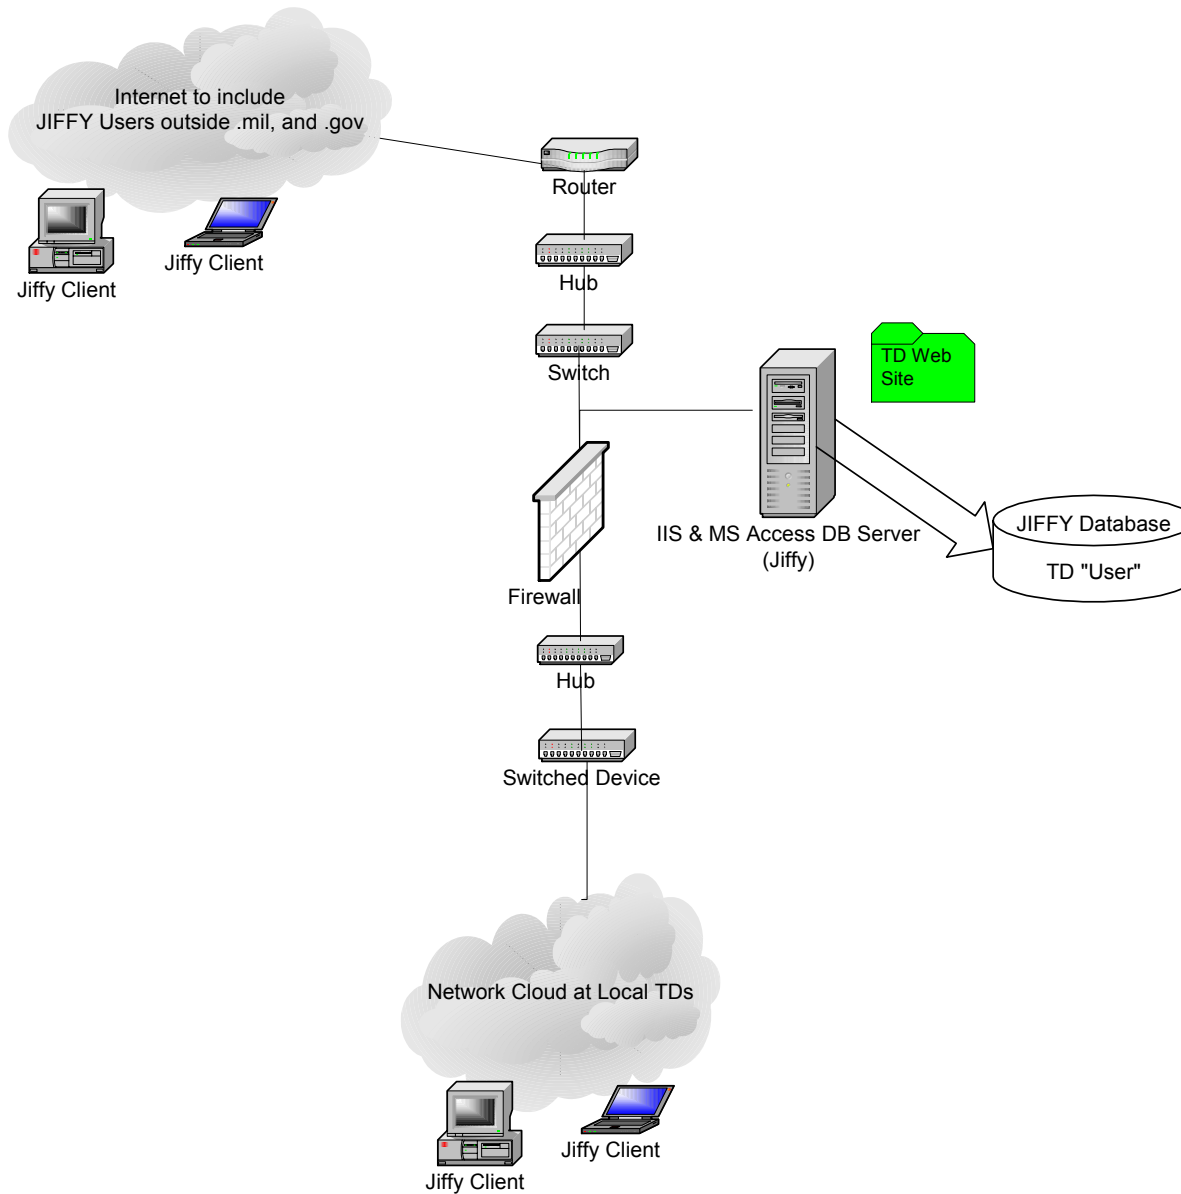 Internet to include
JIFFY Users outside .mil, and .gov
Jiffy Client
Jiffy Client
Router
Hub
Switch
TD Web
Site
IIS & MS Access DB Server
(Jiffy)
JIFFY Database
TD "User"
Firewall
Hub
Switched Device
Network Cloud at Local TDs
Jiffy Client
Jiffy Client